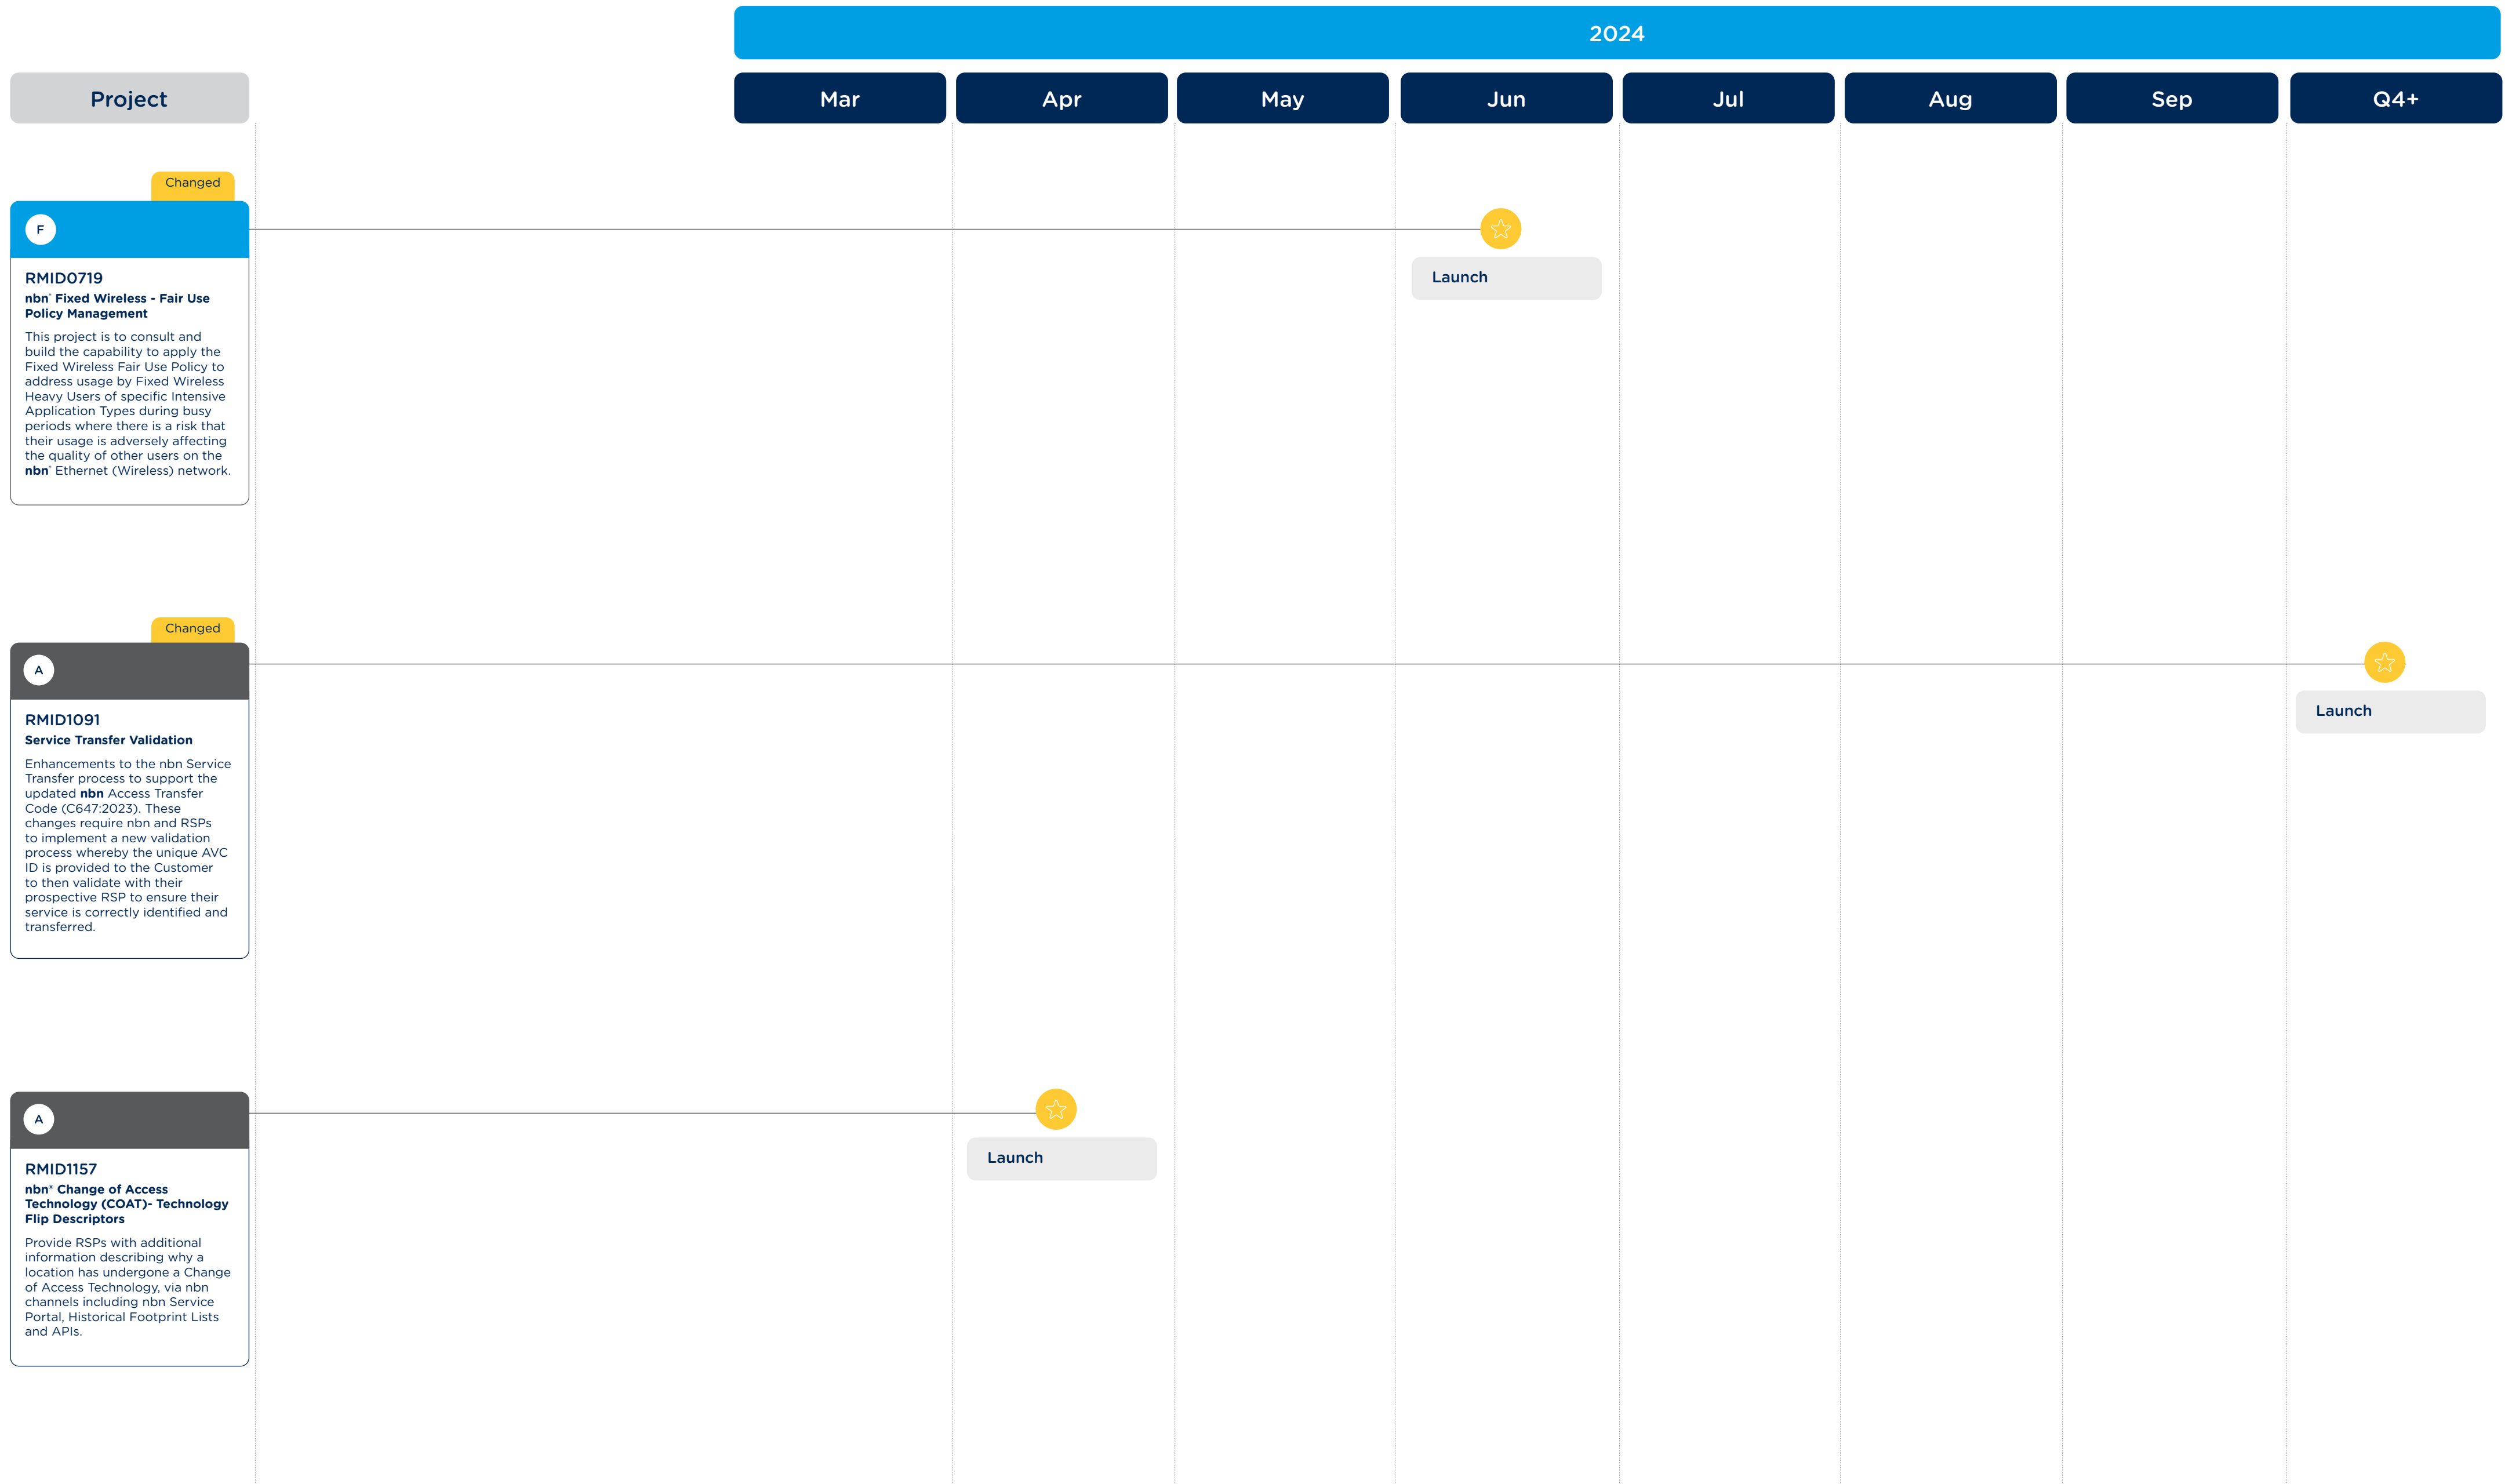 2024
Project
Mar
Apr
May
Jun
Jul
Aug
Sep
Q4+
Changed
F
RMID0719
nbn® Fixed Wireless - Fair Use
Policy Management
This project is to consult and
build the capability to apply the
Fixed Wireless Fair Use Policy to
address usage by Fixed Wireless
Heavy Users of specific Intensive
Application Types during busy
periods where there is a risk that
their usage is adversely affecting
the quality of other users on the
nbn® Ethernet (Wireless) network.
Launch
Changed
A
RMID1091
Service Transfer Validation
Enhancements to the nbn Service
Transfer process to support the
updated nbn Access Transfer
Code (C647:2023). These
changes require nbn and RSPs
to implement a new validation
process whereby the unique AVC
ID is provided to the Customer
to then validate with their
prospective RSP to ensure their
service is correctly identified and
transferred.
Launch
A
RMID1157
nbn® Change of Access
Technology (COAT)- Technology
Flip Descriptors
Provide RSPs with additional
information describing why a
location has undergone a Change
of Access Technology, via nbn
channels including nbn Service
Portal, Historical Footprint Lists
and APIs.
Launch